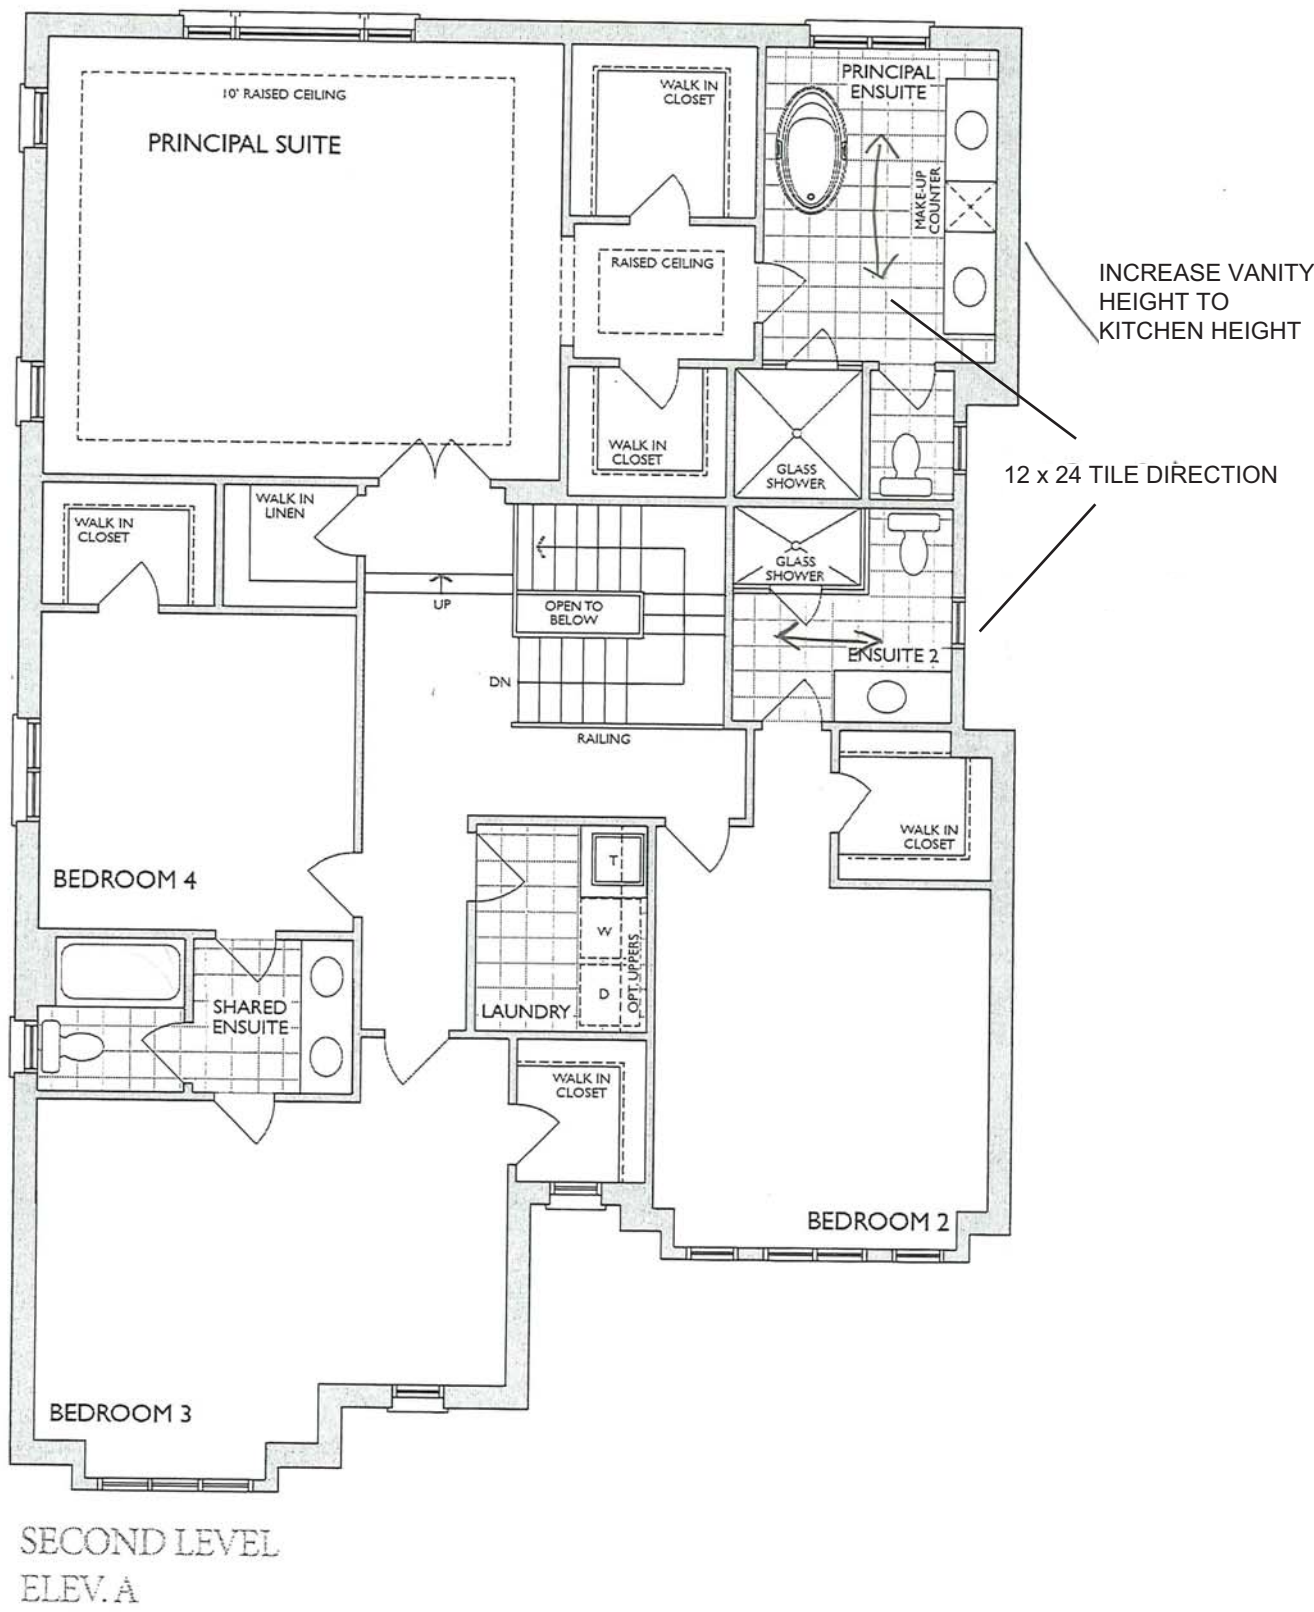 10' RAISED CEILING
PRINCIPAL SUITE
WALK IN
CLOSET
PRINCIPAL
ENSUITE
MAKE-UP
COUNTER
RAISED CEILING
INCREASE VANITY
HEIGHT TO
KITCHEN HEIGHT
WALK IN
CLOSET
GLASS
SHOWER
12 x 24 TILE DIRECTION
WALK IN
CLOSET
WALK IN
LINEN
UP
OPEN TO
BELOW
GLASS
SHOWER
ENSUITE 2
DN
RAILING
WALK IN
CLOSET
BEDROOM 4
T
W
D
OPT. UPPERS
LAUNDRY
SHARED
ENSUITE
WALK IN
CLOSET
BEDROOM 2
BEDROOM 3
SECOND LEVEL
ELEV. A